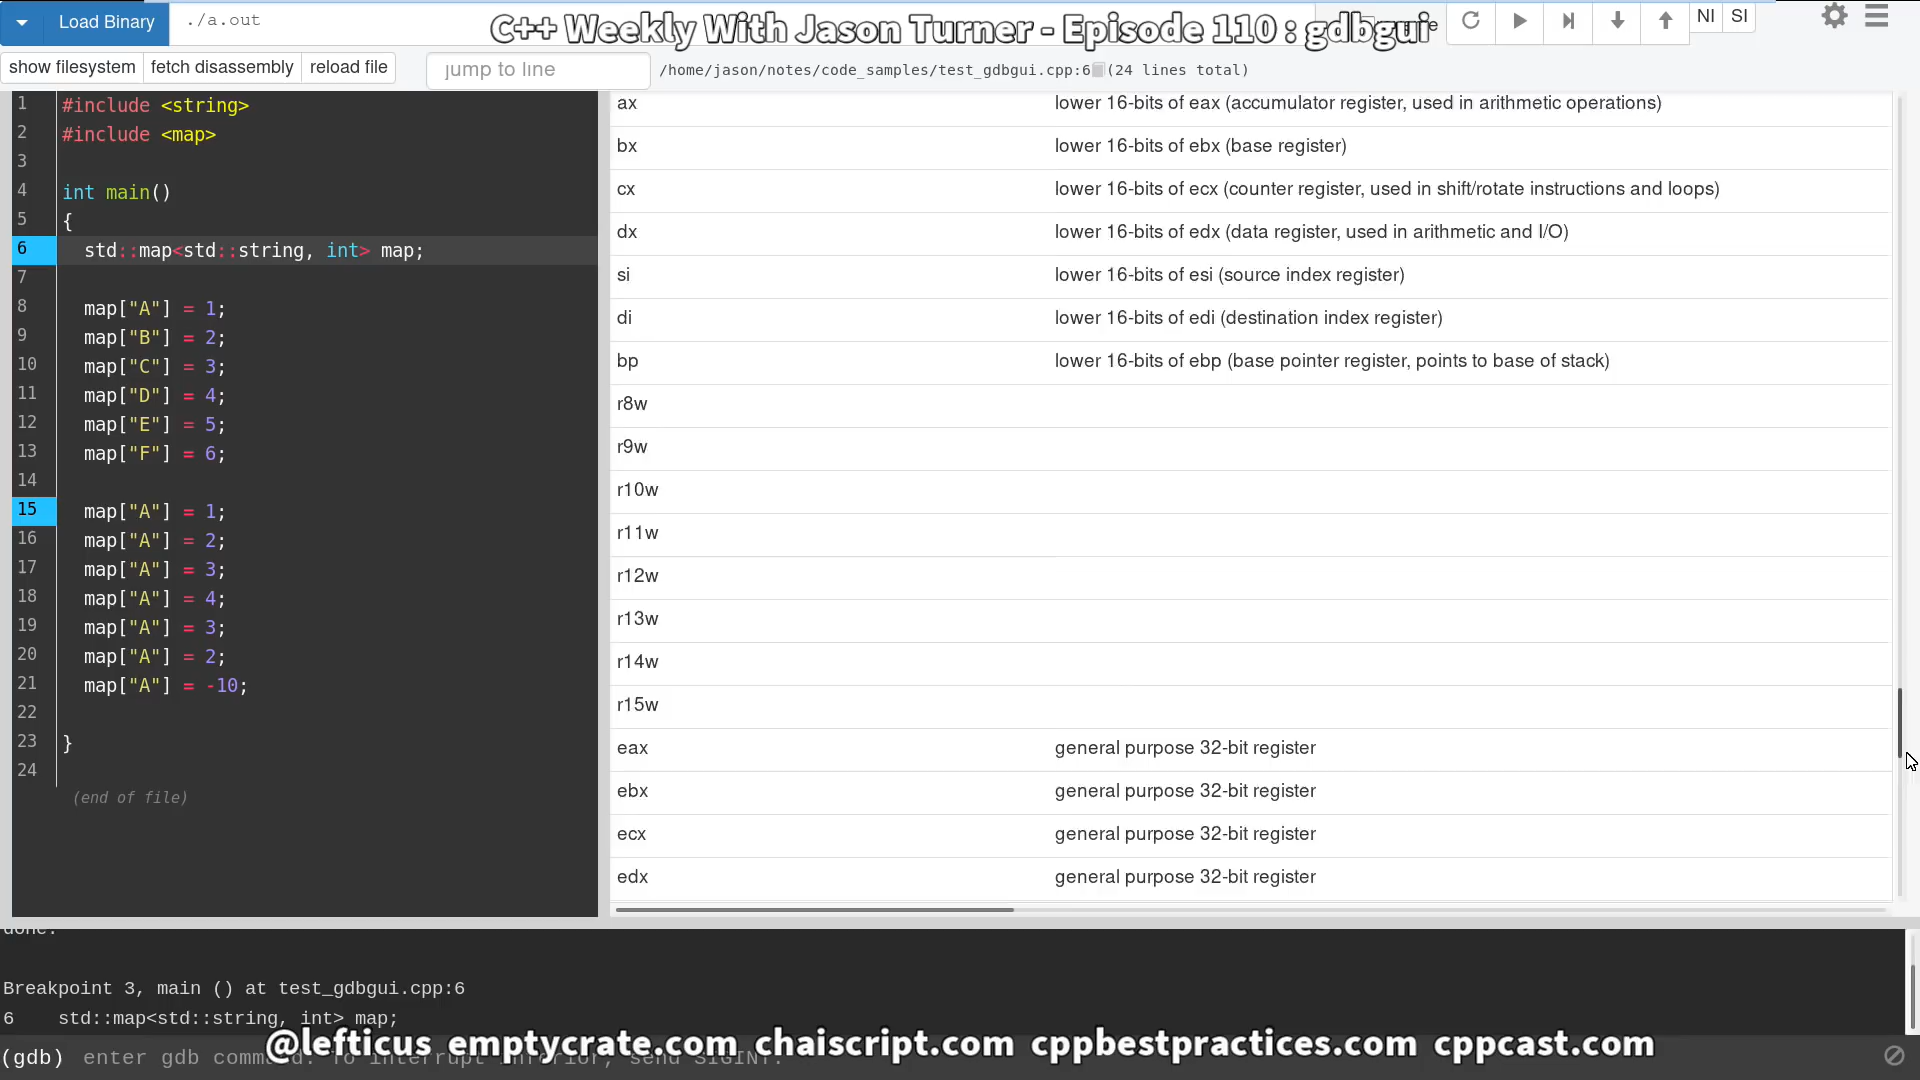 Load Binary ./a.out
C++ Weekly With Jason Turner - Episode 110 : gdbgui
NI SI
show filesystem fetch disassembly reload file jump to line /home/jason/notes/code_samples/test_gdbgui.cpp:6 (24 lines total)
1 #include <string>
2 #include <map>
3
4 int main()
5 {
6 std::map<std::string, int> map;
7
8 map["A"] = 1;
9 map["B"] = 2;
10 map["C"] = 3;
11 map["D"] = 4;
12 map["E"] = 5;
13 map["F"] = 6;
14
15 map["A"] = 1;
16 map["A"] = 2;
17 map["A"] = 3;
18 map["A"] = 4;
19 map["A"] = 3;
20 map["A"] = 2;
21 map["A"] = -10;
22
23 }
24
(end of file)
ax lower 16-bits of eax (accumulator register, used in arithmetic operations)
bx lower 16-bits of ebx (base register)
cx lower 16-bits of ecx (counter register, used in shift/rotate instructions and loops)
dx lower 16-bits of edx (data register, used in arithmetic and I/O)
si lower 16-bits of esi (source index register)
di lower 16-bits of edi (destination index register)
bp lower 16-bits of ebp (base pointer register, points to base of stack)
r8w
r9w
r10w
r11w
r12w
r13w
r14w
r15w
eax general purpose 32-bit register
ebx general purpose 32-bit register
ecx general purpose 32-bit register
edx general purpose 32-bit register
done.
Breakpoint 3, main () at test_gdbgui.cpp:6
6 std::map<std::string, int> map;
@lefticus emptycrate.com chaiscript.com cppbestpractices.com cppcast.com
(gdb) enter gdb command. To interrupt inferior, send SIGINT.